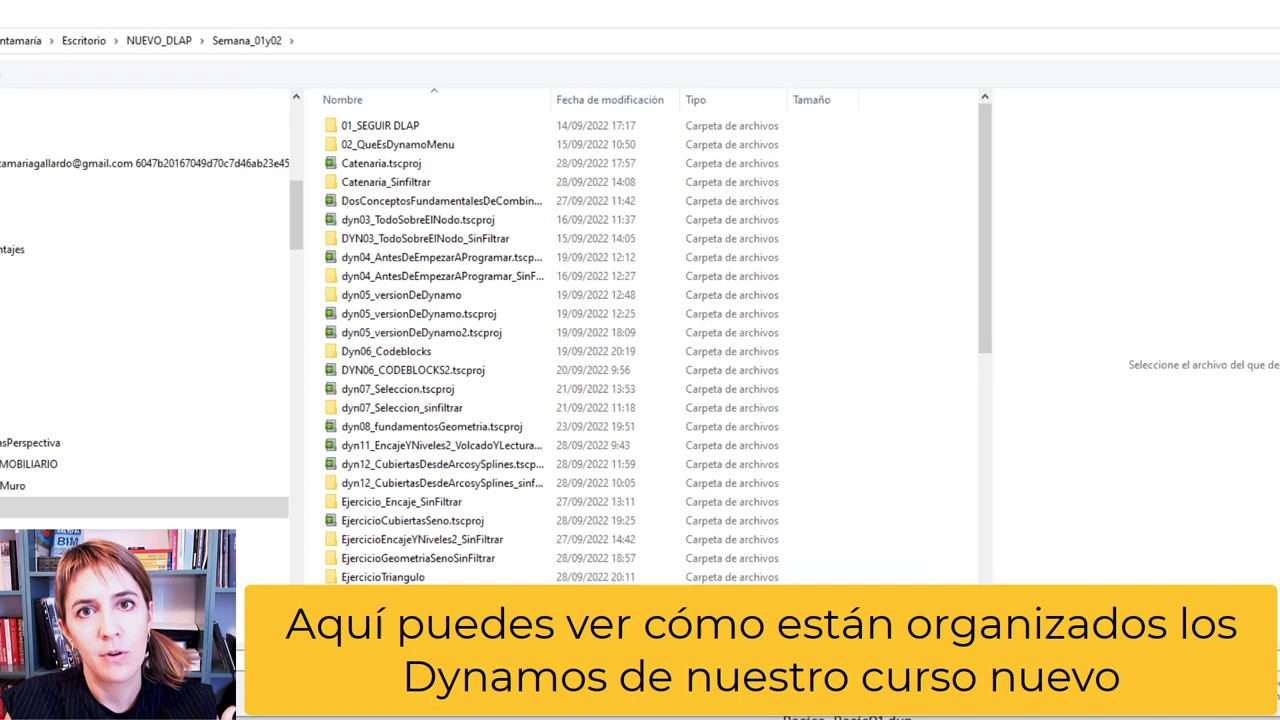 ntamaría > Escritorio > NUEVO_DLAP > Semana_01y02 >
Nombre Fecha de modificación Tipo Tamaño
01_SEGUIR DLAP 14/09/2022 17:17 Carpeta de archivos
02_QueEsDynamoMenu 15/09/2022 10:50 Carpeta de archivos
Catenaria.tscproj 28/09/2022 17:57 Carpeta de archivos
Catenaria_Sinfiltrar 28/09/2022 14:08 Carpeta de archivos
DosConceptosFundamentalesDeCombin... 27/09/2022 11:42 Carpeta de archivos
dyn03_TodoSobreElNodo.tscproj 16/09/2022 11:37 Carpeta de archivos
DYN03_TodoSobreElNodo_SinFiltrar 15/09/2022 14:05 Carpeta de archivos
dyn04_AntesDeEmpezarAProgramar.tscp... 19/09/2022 12:12 Carpeta de archivos
dyn04_AntesDeEmpezarAProgramar_SinF... 16/09/2022 12:27 Carpeta de archivos
dyn05_versionDeDynamo 19/09/2022 12:48 Carpeta de archivos
dyn05_versionDeDynamo.tscproj 19/09/2022 12:25 Carpeta de archivos
dyn05_versionDeDynamo2.tscproj 19/09/2022 18:09 Carpeta de archivos
Dyn06_Codeblocks 19/09/2022 20:19 Carpeta de archivos
DYN06_CODEBLOCKS2.tscproj 20/09/2022 9:56 Carpeta de archivos
dyn07_Seleccion.tscproj 21/09/2022 13:53 Carpeta de archivos
dyn07_Seleccion_sinfiltrar 21/09/2022 11:18 Carpeta de archivos
dyn08_fundamentosGeometria.tscproj 23/09/2022 19:51 Carpeta de archivos
dyn11_EncajeYNiveles2_VolcadoYLectura... 28/09/2022 9:43 Carpeta de archivos
dyn12_CubiertasDesdeArcosySplines.tscp... 28/09/2022 11:59 Carpeta de archivos
dyn12_CubiertasDesdeArcosySplines_sinf... 28/09/2022 10:05 Carpeta de archivos
Ejercicio_Encaje_SinFiltrar 27/09/2022 13:11 Carpeta de archivos
EjercicioCubiertasSeno.tscproj 28/09/2022 19:25 Carpeta de archivos
EjercicioEncajeYNiveles2_SinFiltrar 27/09/2022 14:42 Carpeta de archivos
EjercicioGeometriaSenoSinFiltrar 28/09/2022 18:57 Carpeta de archivos
EjercicioTriangulo 28/09/2022 20:11 Carpeta de archivos
tamariagallardo@gmail.com 6047b20167049d70c7d46ab23e45
ntajes
asPerspectiva
MOBILIARIO
Muro
Seleccione el archivo del que de
BIM
Aquí puedes ver cómo están organizados los
Dynamos de nuestro curso nuevo